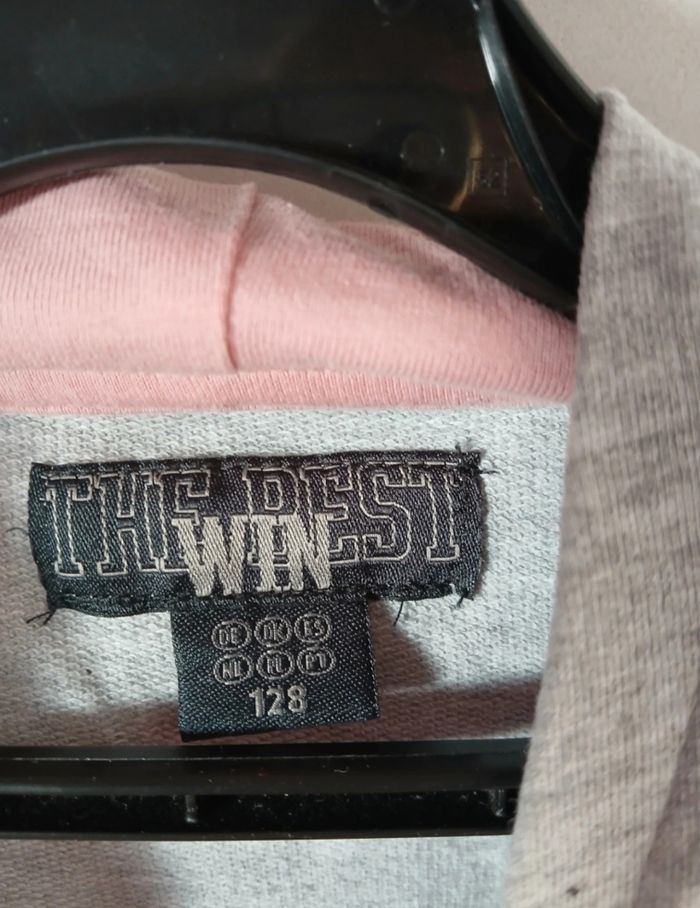 THE BEST
WIN
DE DK ES
NL PL PT
128